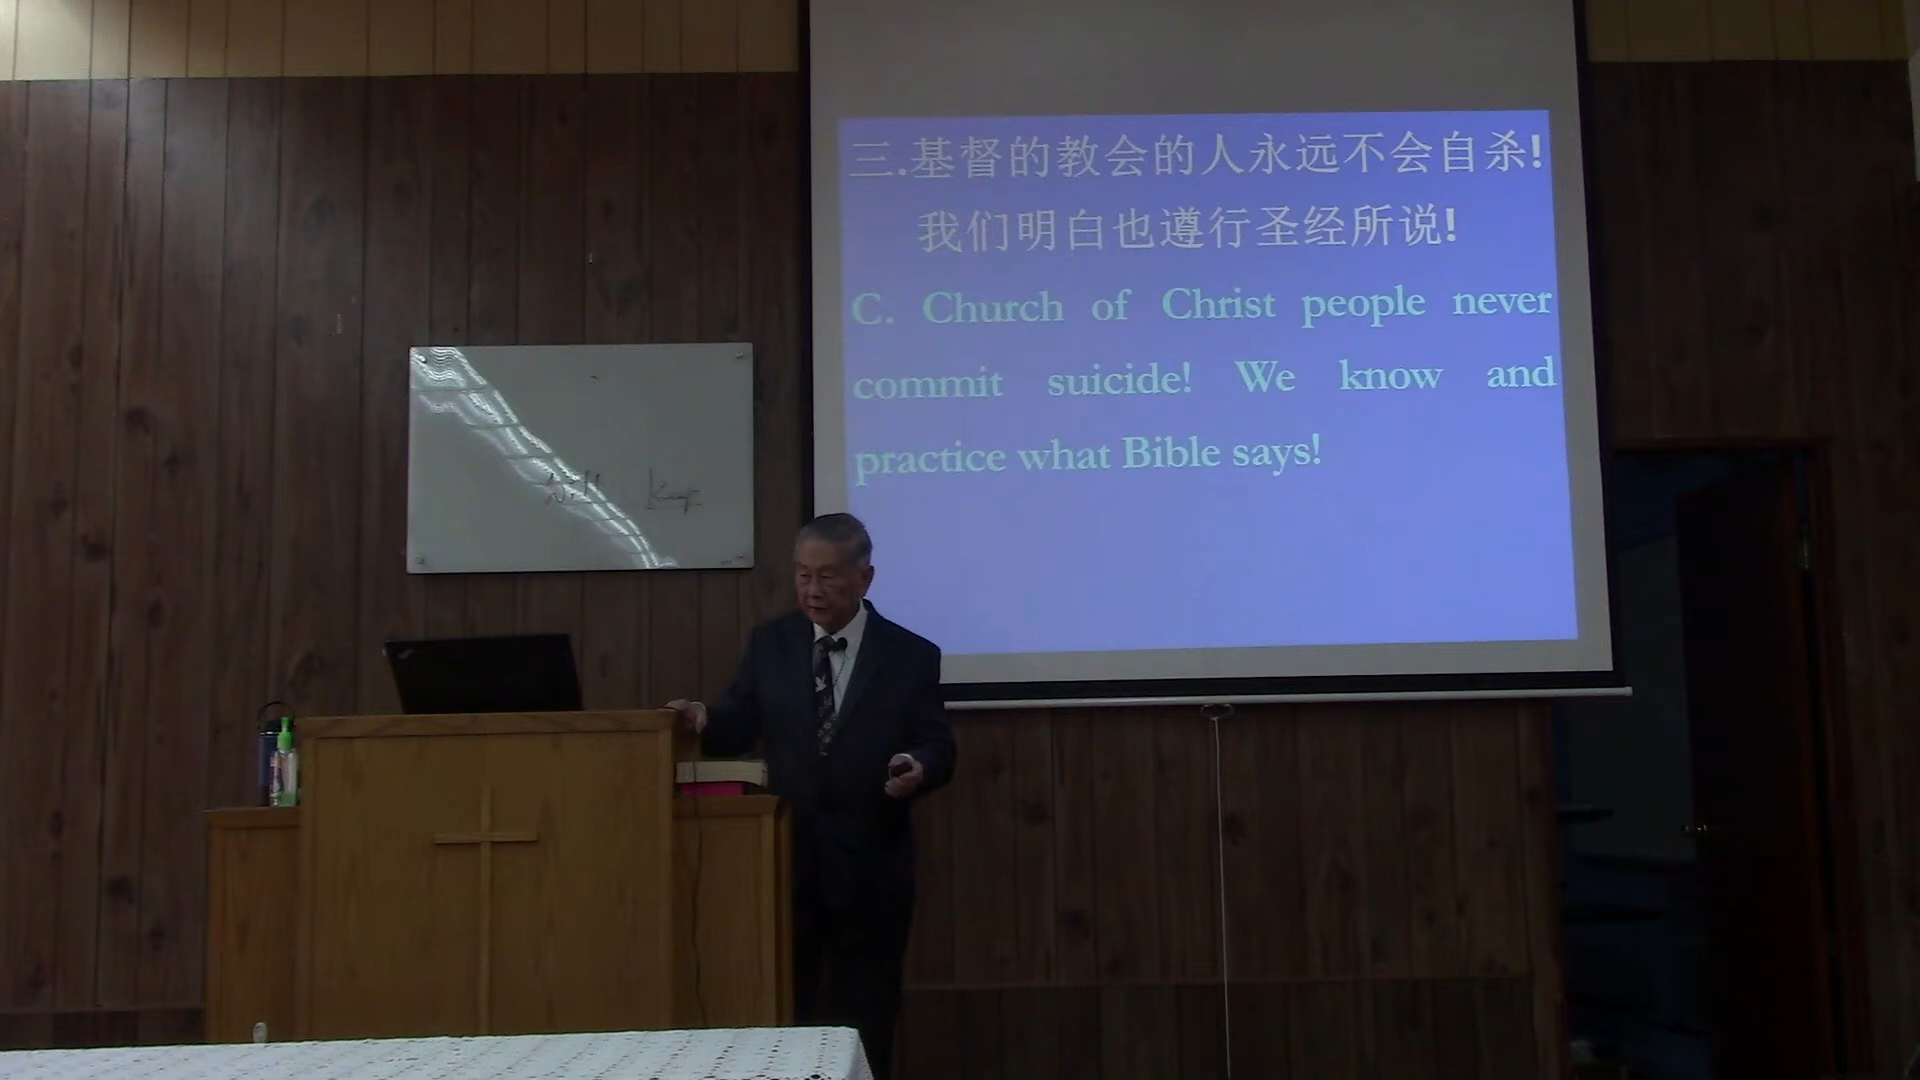 三.基督的教会的人永远不会自杀!
我们明白也遵行圣经所说!
C. Church of Christ people never
commit suicide! We know and
practice what Bible says!